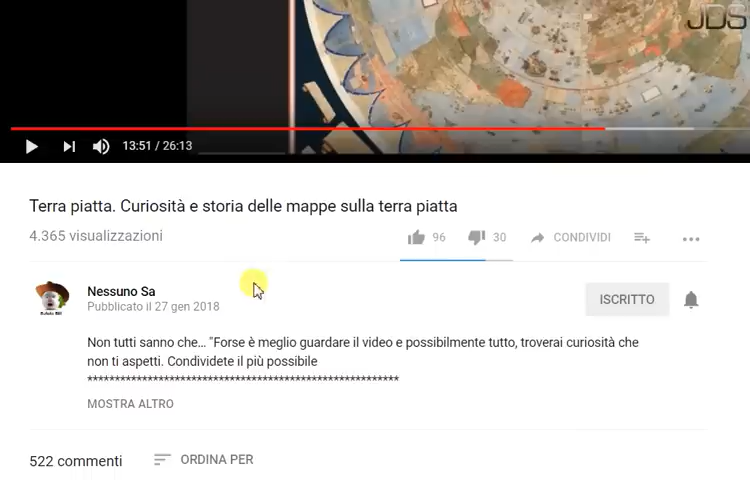 JDS
13:51 / 26:13
Terra piatta. Curiosità e storia delle mappe sulla terra piatta
4.365 visualizzazioni
96
30
CONDIVIDI
Nessuno Sa
Pubblicato il 27 gen 2018
ISCRITTO
Non tutti sanno che... "Forse è meglio guardare il video e possibilmente tutto, troverai curiosità che
non ti aspetti. Condividete il più possibile
*********************************************************
MOSTRA ALTRO
522 commenti
ORDINA PER